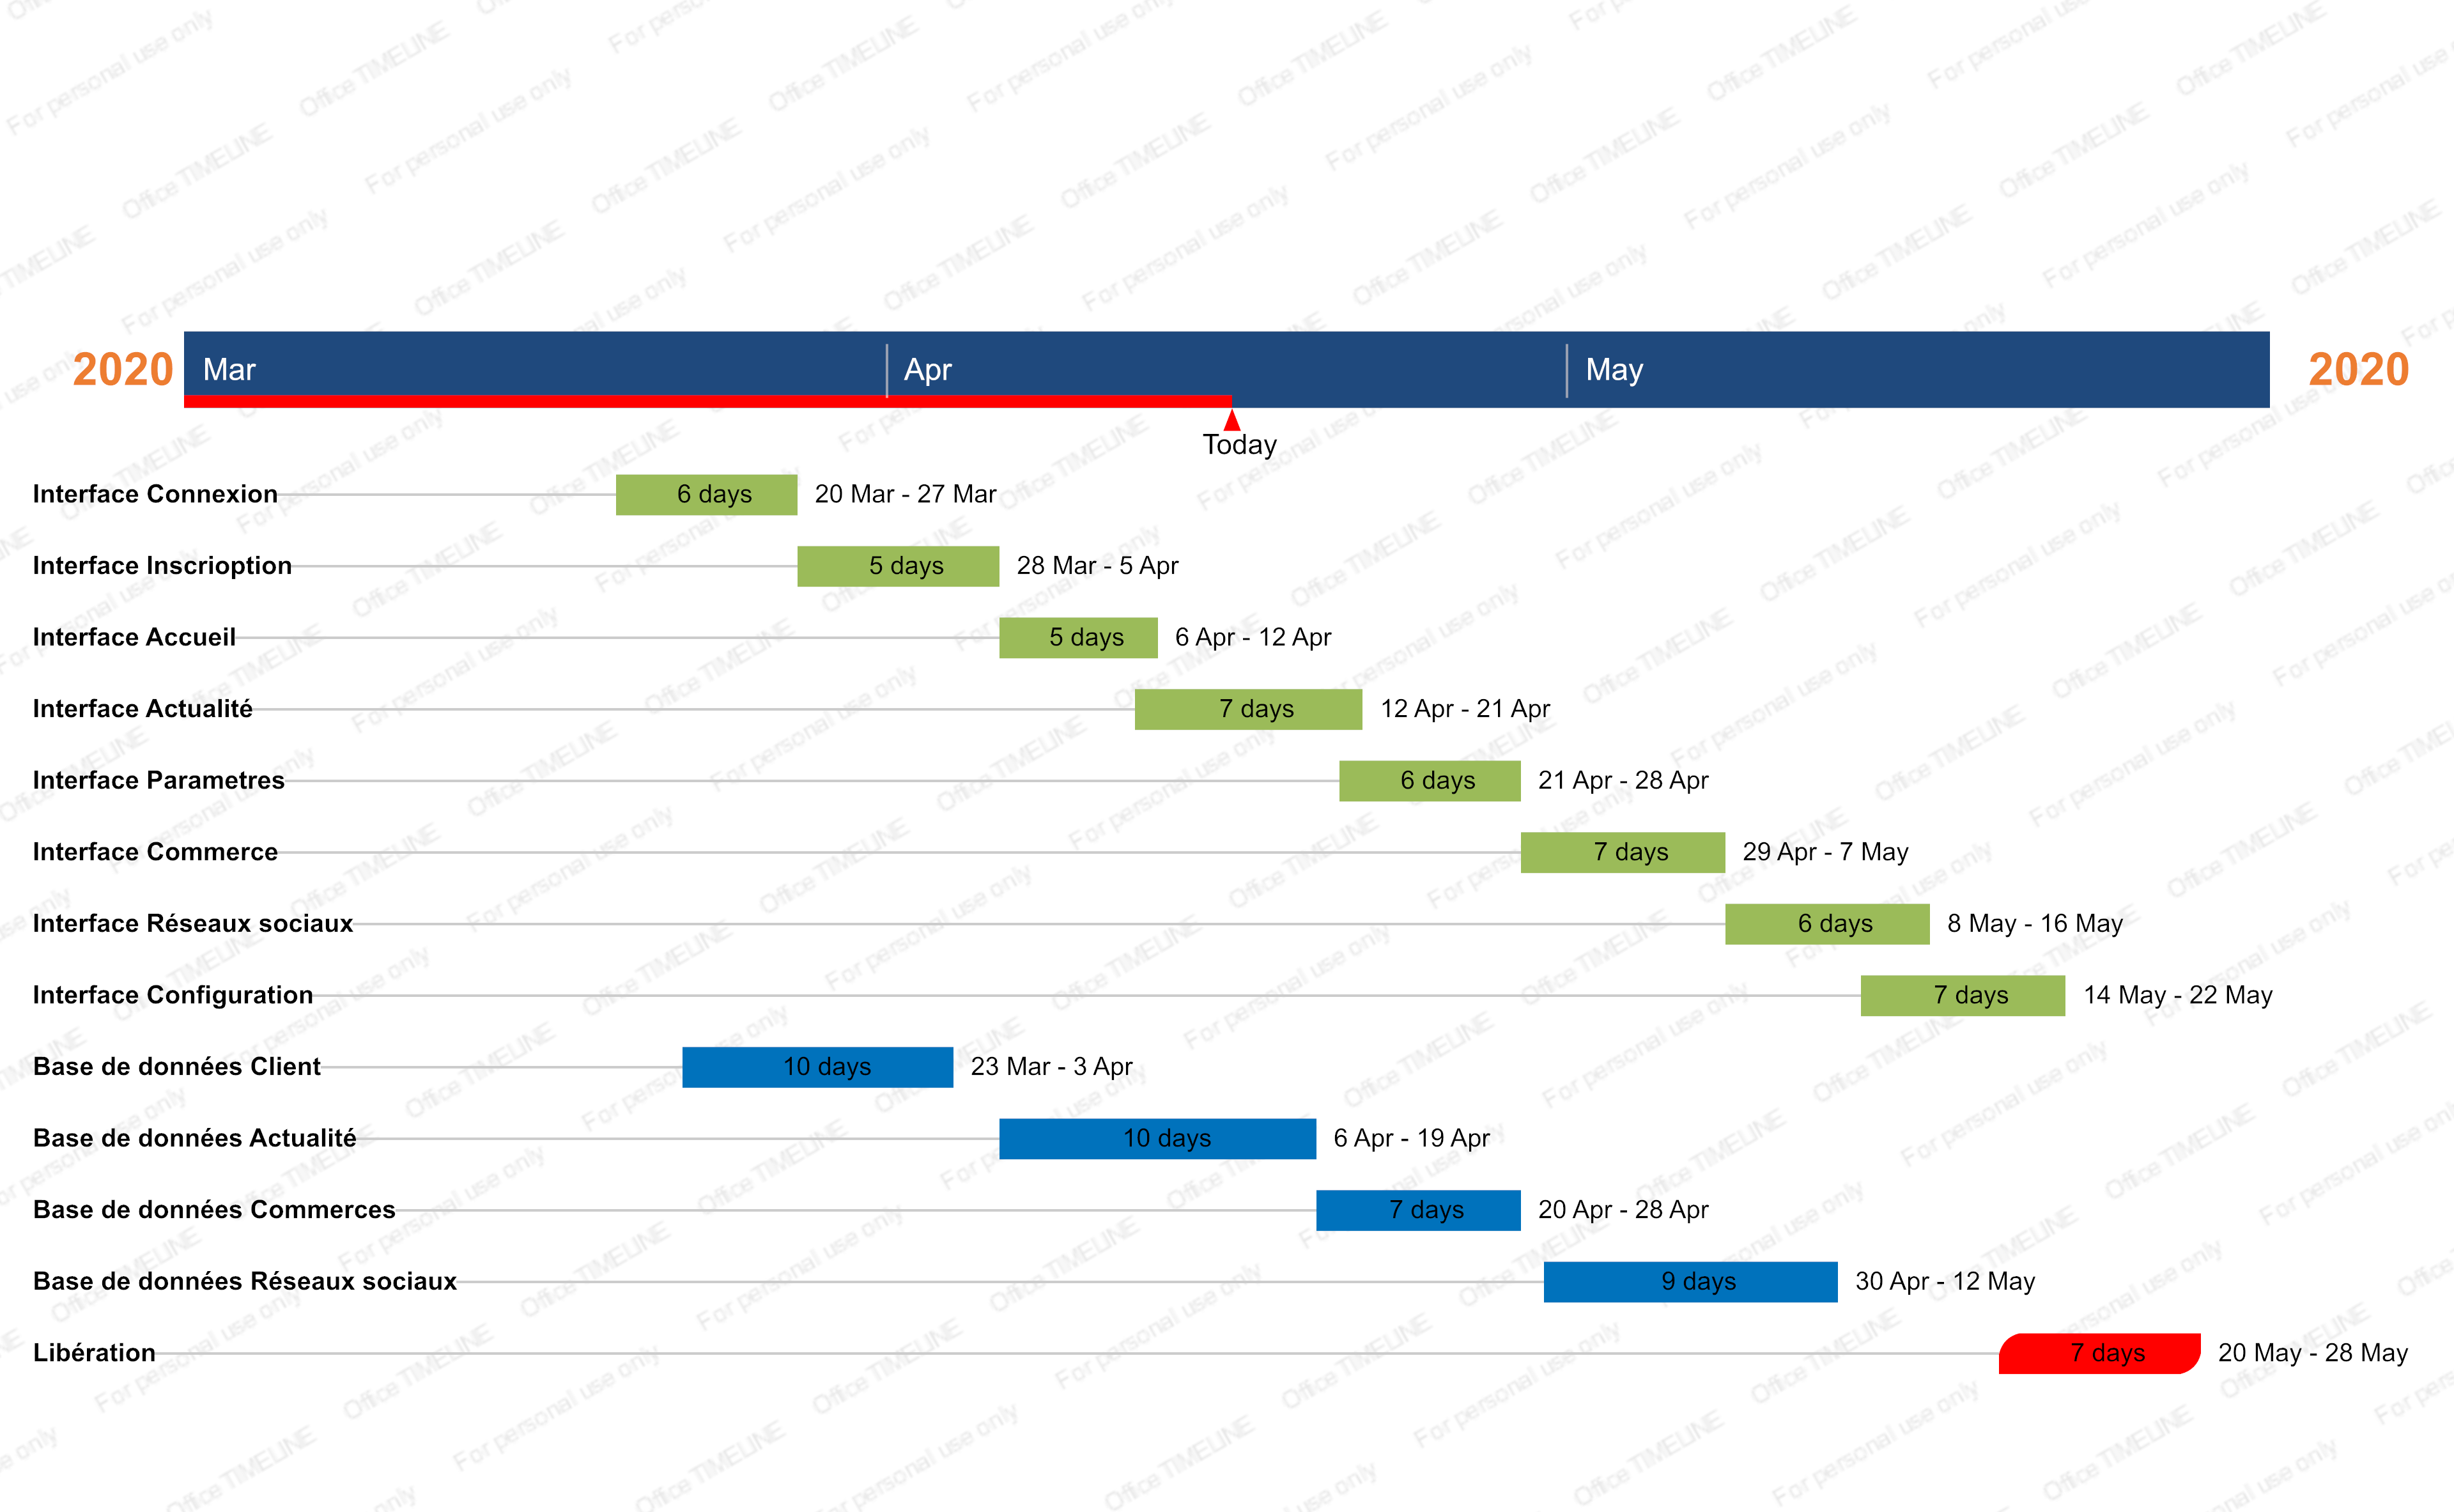 2020 Mar Apr May 2020
Today
Interface Connexion 6 days 20 Mar - 27 Mar
Interface Inscrioption 5 days 28 Mar - 5 Apr
Interface Accueil 5 days 6 Apr - 12 Apr
Interface Actualité 7 days 12 Apr - 21 Apr
Interface Parametres 6 days 21 Apr - 28 Apr
Interface Commerce 7 days 29 Apr - 7 May
Interface Réseaux sociaux 6 days 8 May - 16 May
Interface Configuration 7 days 14 May - 22 May
Base de données Client 10 days 23 Mar - 3 Apr
Base de données Actualité 10 days 6 Apr - 19 Apr
Base de données Commerces 7 days 20 Apr - 28 Apr
Base de données Réseaux sociaux 9 days 30 Apr - 12 May
Libération 7 days 20 May - 28 May
Office TIMELINE
For personal use only